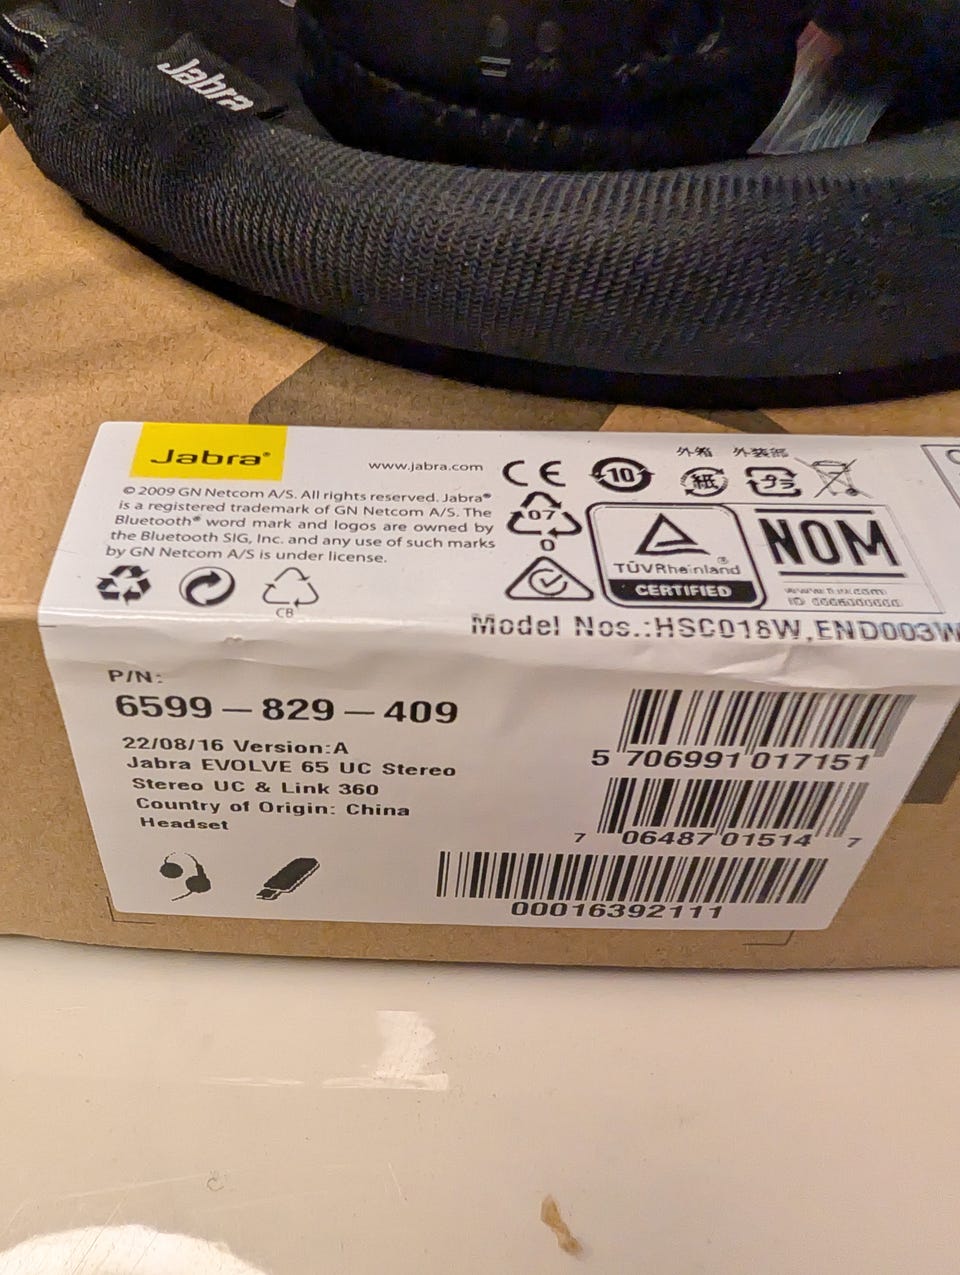 Jabra
Jabra®
www.jabra.com
© 2009 GN Netcom A/S. All rights reserved. Jabra®
is a registered trademark of GN Netcom A/S. The
Bluetooth® word mark and logos are owned by
the Bluetooth SIG, Inc. and any use of such marks
by GN Netcom A/S is under license.
CB
CE
10
外箱
外装部
紙
プラ
07
0
TÜVRheinland®
CERTIFIED
NOM
Model Nos.:HSC018W,END003W
P/N:
6599-829-409
22/08/16 Version:A
Jabra EVOLVE 65 UC Stereo
Stereo UC & Link 360
Country of Origin: China
Headset
5 706991 017151
7 06487 01514 7
00016392111